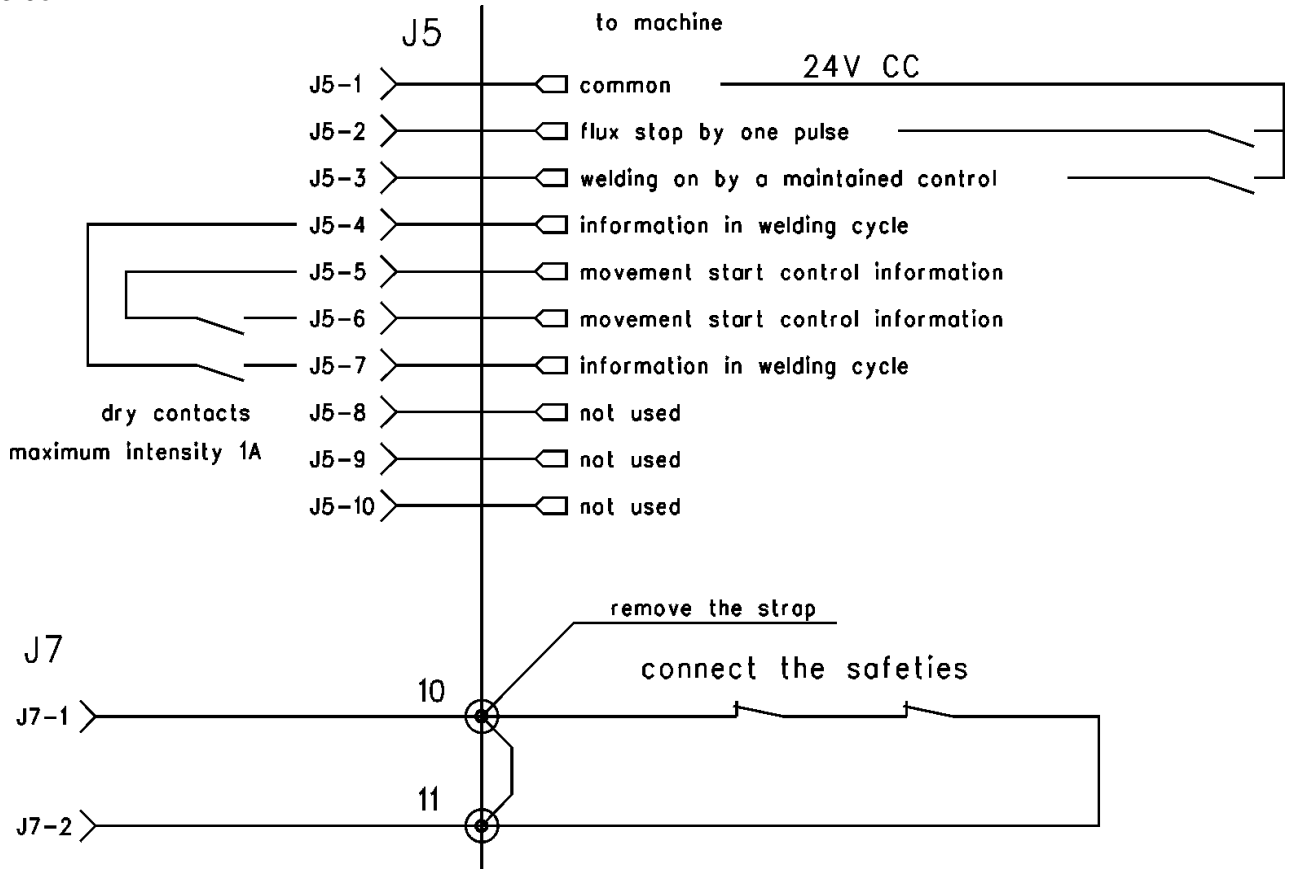 J5
to machine
24V CC
J5-1 common
J5-2 flux stop by one pulse
J5-3 welding on by a maintained control
J5-4 information in welding cycle
J5-5 movement start control information
J5-6 movement start control information
J5-7 information in welding cycle
dry contacts
maximum intensity 1A
J5-8 not used
J5-9 not used
J5-10 not used
remove the strap
J7
connect the safeties
10
J7-1
11
J7-2